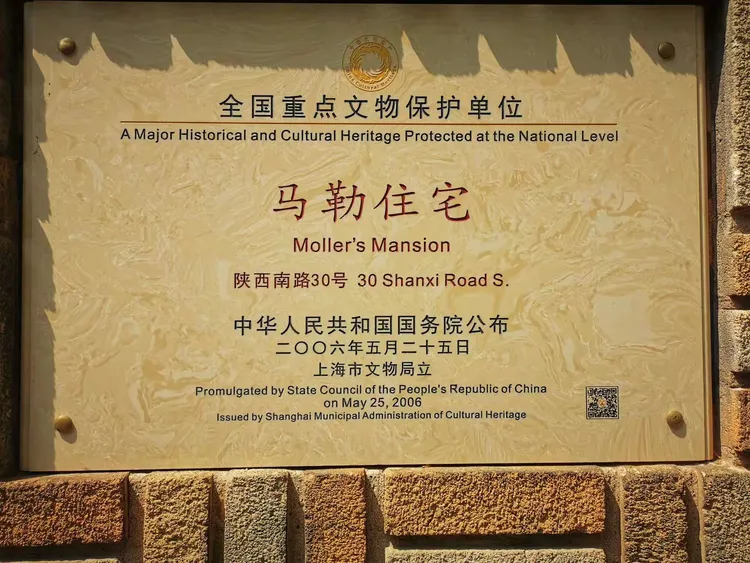 全国重点文物保护单位
A Major Historical and Cultural Heritage Protected at the National Level
马勒住宅
Moller's Mansion
陕西南路30号 30 Shanxi Road S.
中华人民共和国国务院公布
二〇〇六年五月二十五日
上海市文物局立
Promulgated by State Council of the People's Republic of China
on May 25, 2006
Issued by Shanghai Municipal Administration of Cultural Heritage